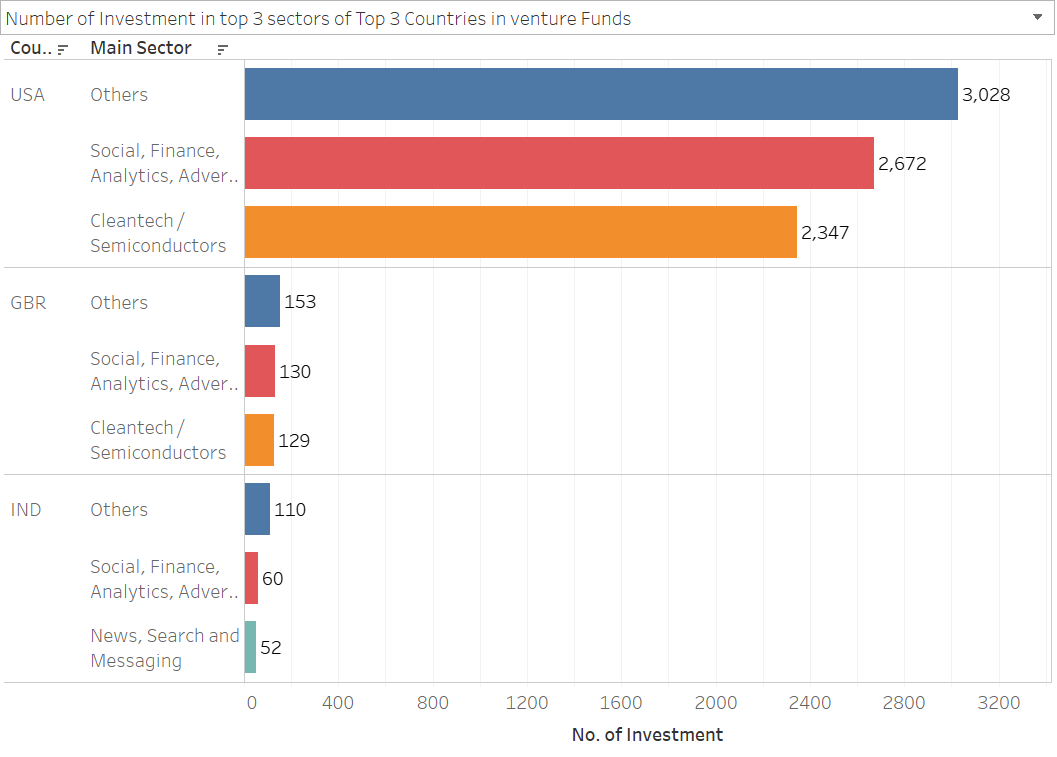 Number of Investment in top 3 sectors of Top 3 Countries in venture Funds
Cou.. Main Sector
USA Others 3,028
Social, Finance,
Analytics, Adver.. 2,672
Cleantech /
Semiconductors 2,347
GBR Others 153
Social, Finance,
Analytics, Adver.. 130
Cleantech /
Semiconductors 129
IND Others 110
Social, Finance,
Analytics, Adver.. 60
News, Search and
Messaging 52
0 400 800 1200 1600 2000 2400 2800 3200
No. of Investment